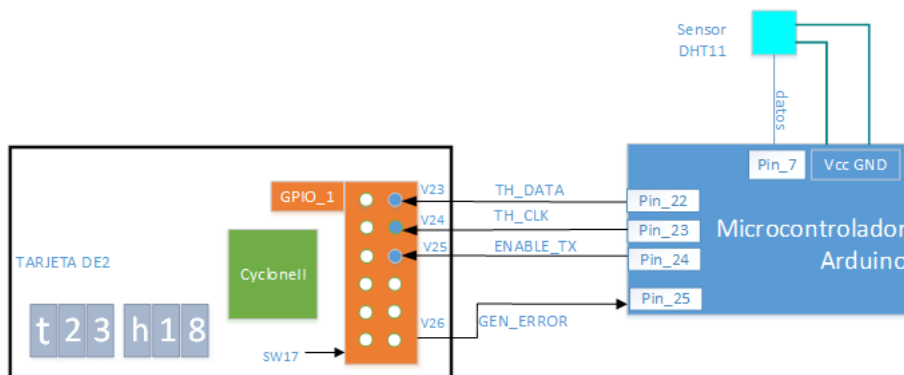 Sensor
DHT11
datos
Pin_7
Vcc GND
GPIO_1
V23
TH_DATA
Pin_22
V24
TH_CLK
Pin_23
Microcontrolador
Arduino
V25
ENABLE_TX
Pin_24
TARJETA DE2
CycloneII
Pin_25
V26
GEN_ERROR
t23 h18
SW17